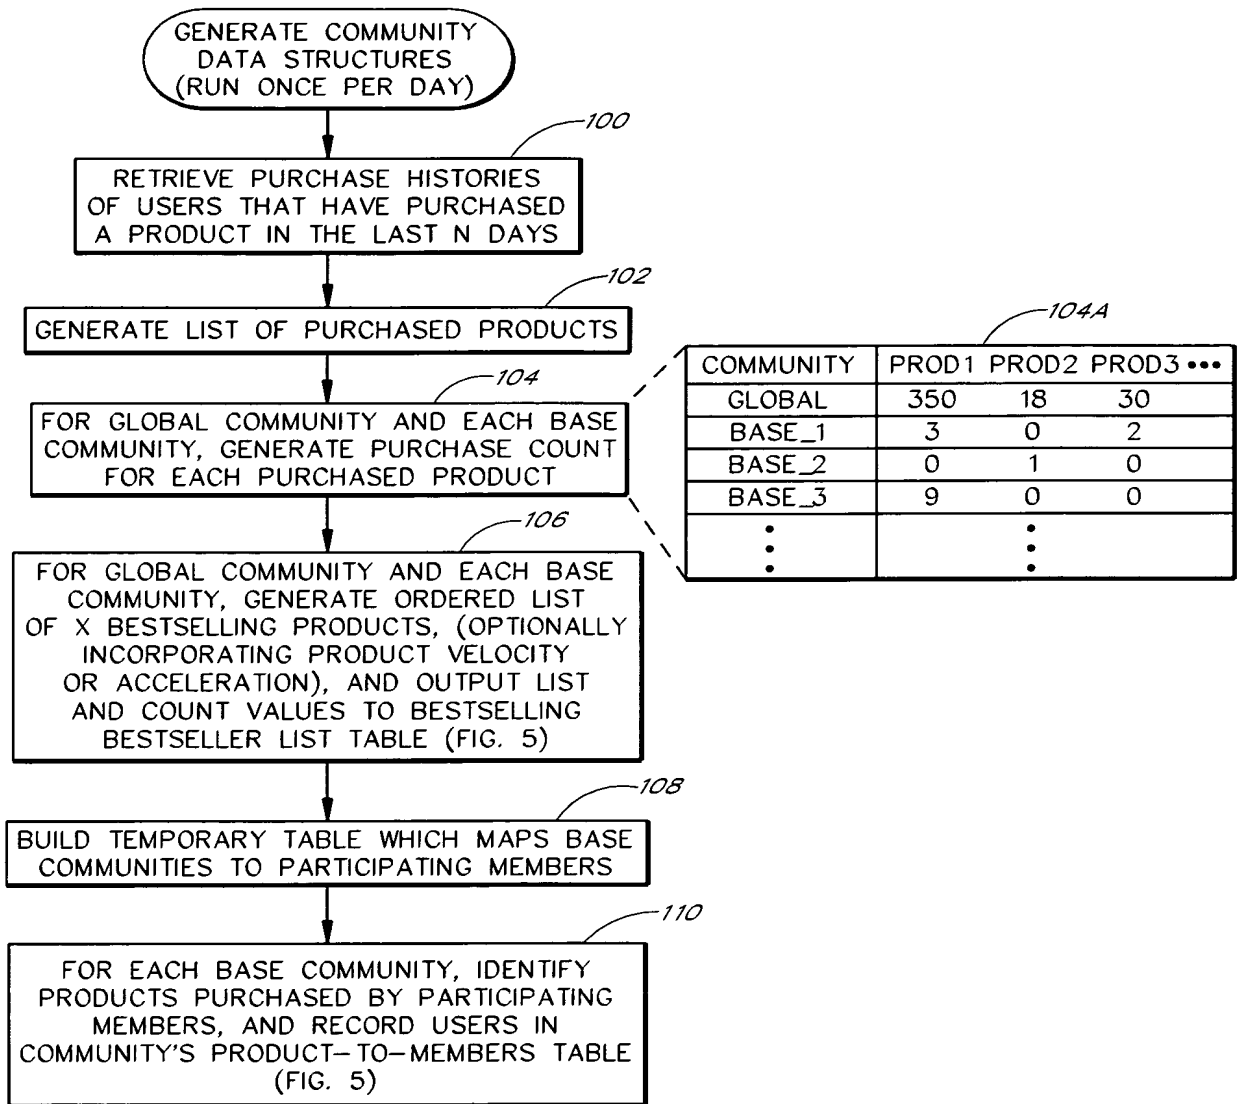 GENERATE COMMUNITY
DATA STRUCTURES
(RUN ONCE PER DAY)
100
RETRIEVE PURCHASE HISTORIES
OF USERS THAT HAVE PURCHASED
A PRODUCT IN THE LAST N DAYS
102
GENERATE LIST OF PURCHASED PRODUCTS
104
FOR GLOBAL COMMUNITY AND EACH BASE
COMMUNITY, GENERATE PURCHASE COUNT
FOR EACH PURCHASED PRODUCT
104A
COMMUNITY PROD1 PROD2 PROD3 •••
GLOBAL 350 18 30
BASE_1 3 0 2
BASE_2 0 1 0
BASE_3 9 0 0
106
FOR GLOBAL COMMUNITY AND EACH BASE
COMMUNITY, GENERATE ORDERED LIST
OF X BESTSELLING PRODUCTS, (OPTIONALLY
INCORPORATING PRODUCT VELOCITY
OR ACCELERATION), AND OUTPUT LIST
AND COUNT VALUES TO BESTSELLING
BESTSELLER LIST TABLE (FIG. 5)
108
BUILD TEMPORARY TABLE WHICH MAPS BASE
COMMUNITIES TO PARTICIPATING MEMBERS
110
FOR EACH BASE COMMUNITY, IDENTIFY
PRODUCTS PURCHASED BY PARTICIPATING
MEMBERS, AND RECORD USERS IN
COMMUNITY'S PRODUCT-TO-MEMBERS TABLE
(FIG. 5)